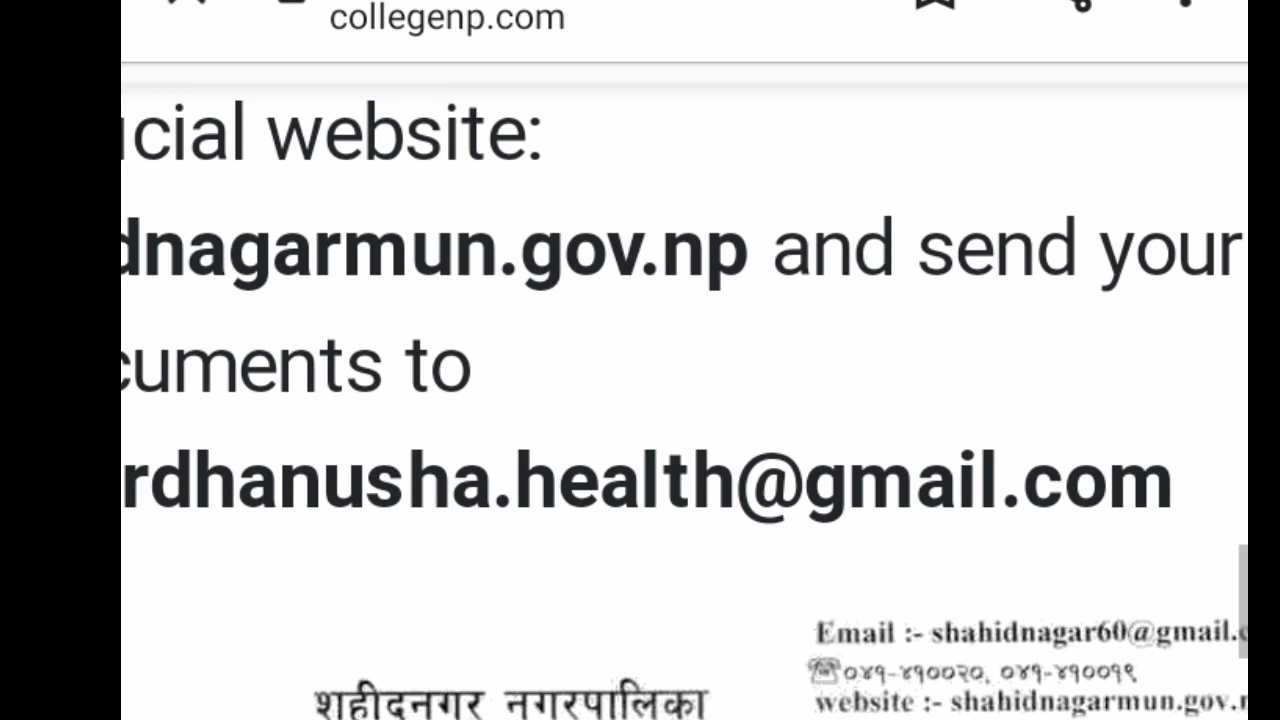 collegenp.com
icial website:
dnagarmun.gov.np and send your
cuments to
rdhanusha.health@gmail.com
Email :- shahidnagar60@gmail.c
☏०४१-४१००२०, ०४१-४१००१९
शहीदनगर नगरपालिका
website :- shahidnagarmun.gov.n